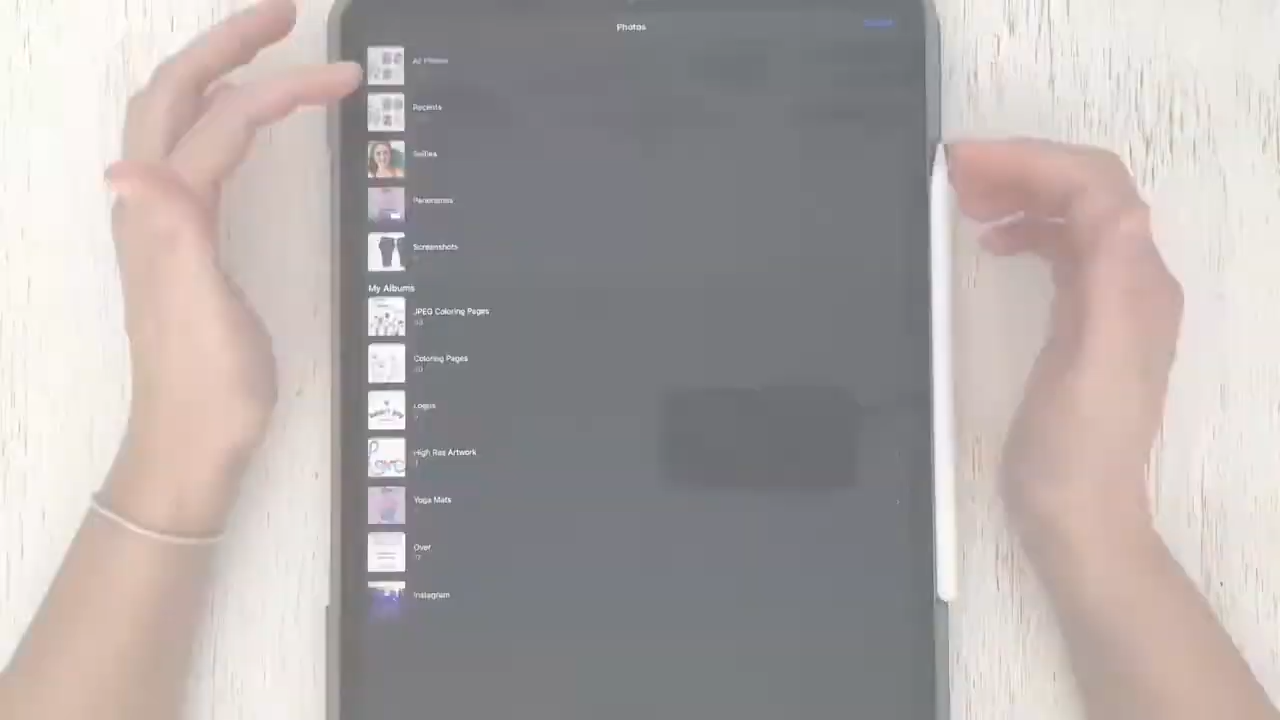 Photos
Cancel
All Photos
Recents
Selfies
Panoramas
Screenshots
My Albums
JPEG Coloring Pages
Coloring Pages
Logos
High Res Artwork
Yoga Mats
Over
Instagram